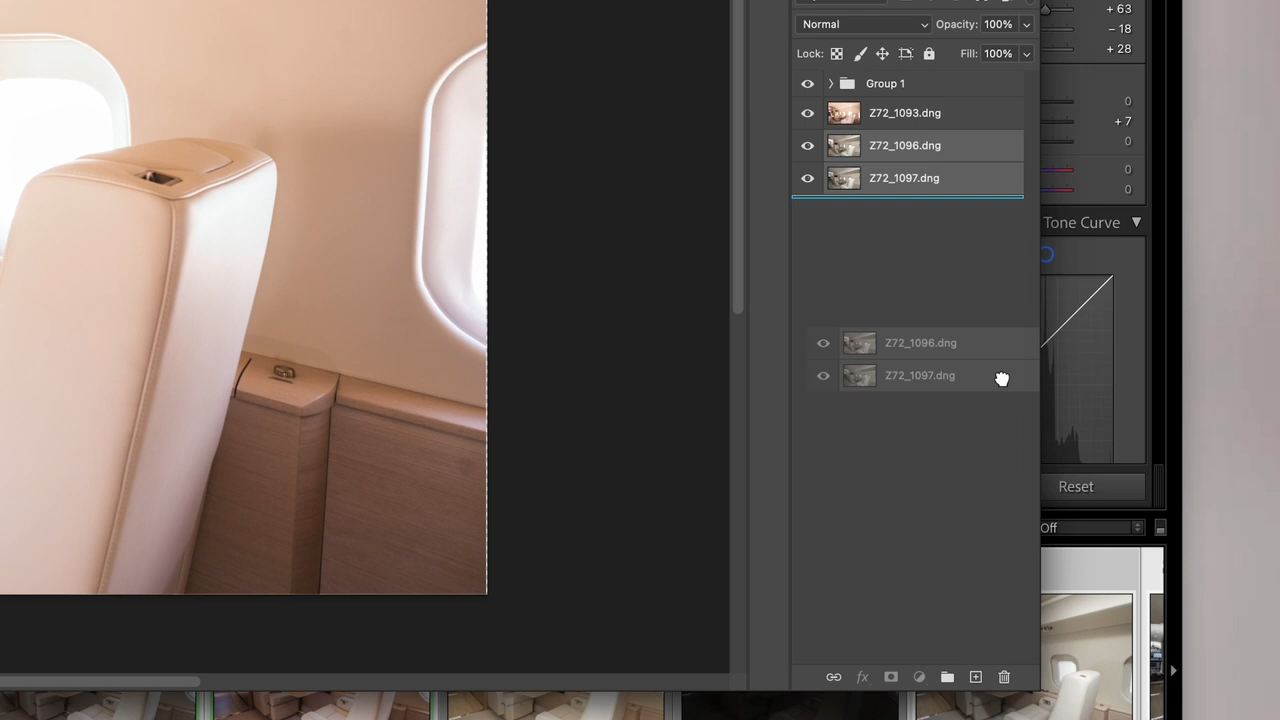 + 63
Normal Opacity: 100%
− 18
+ 28
Lock: Fill: 100%
Group 1
0
Z72_1093.dng
+ 7
Z72_1096.dng
0
Z72_1097.dng
0
0
Tone Curve
Z72_1096.dng
Z72_1097.dng
Reset
Off
fx